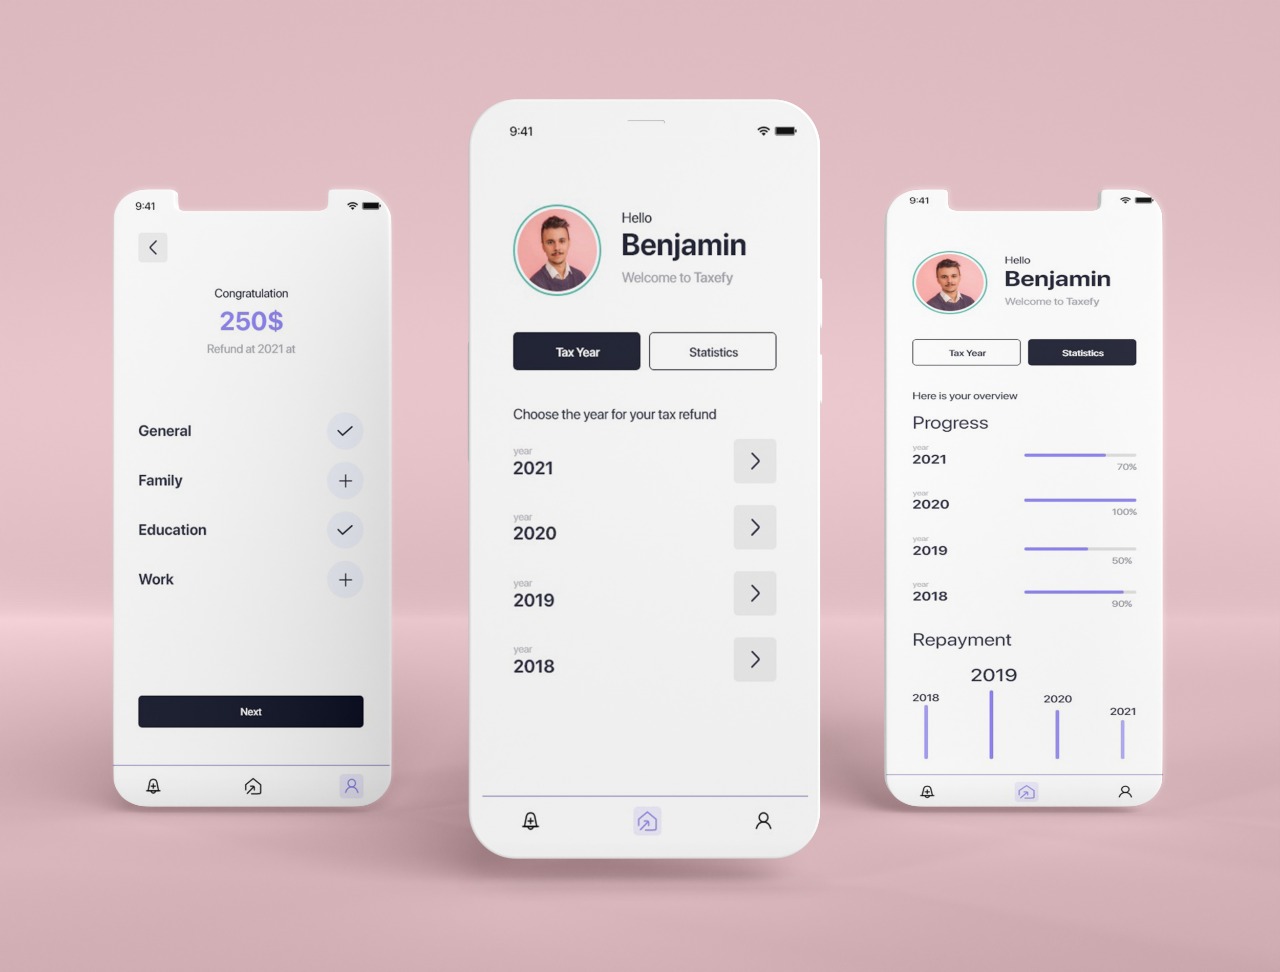 9:41
Congratulation
250$
Refund at 2021 at
General
Family
Education
Work
Next
9:41
Hello
Benjamin
Welcome to Taxefy
Tax Year
Statistics
Choose the year for your tax refund
year
2021
year
2020
year
2019
year
2018
9:41
Hello
Benjamin
Welcome to Taxefy
Tax Year
Statistics
Here is your overview
Progress
year
2021
70%
year
2020
100%
year
2019
50%
year
2018
90%
Repayment
2018
2019
2020
2021